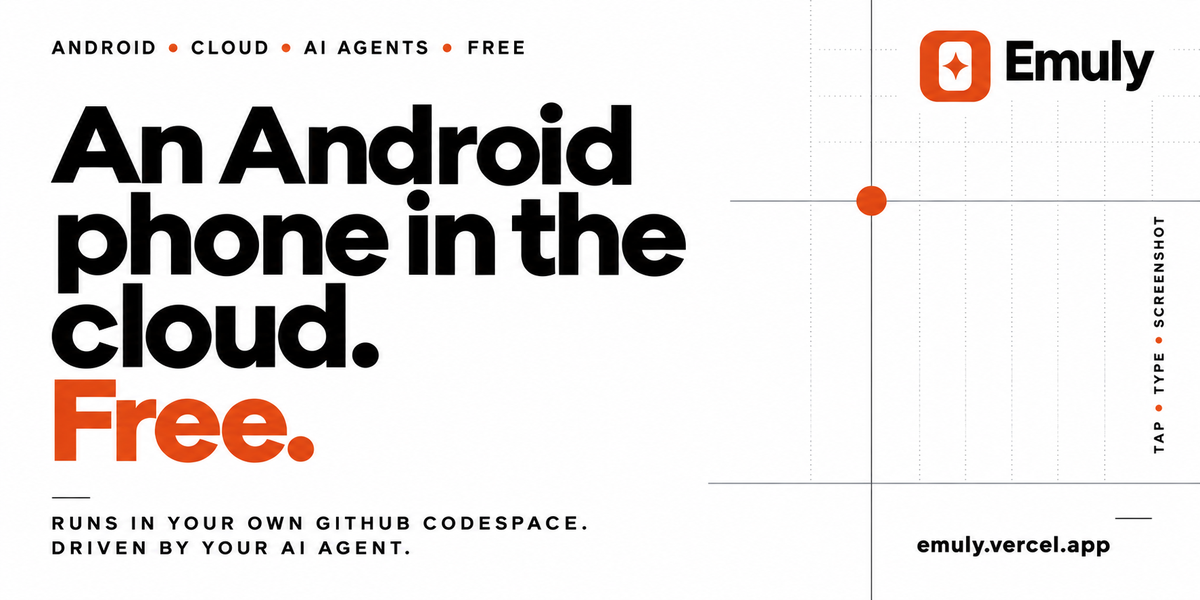 ANDROID • CLOUD • AI AGENTS • FREE
Emuly
An Android
phone in the
cloud.
Free.
TAP • TYPE • SCREENSHOT
RUNS IN YOUR OWN GITHUB CODESPACE.
DRIVEN BY YOUR AI AGENT.
emuly.vercel.app